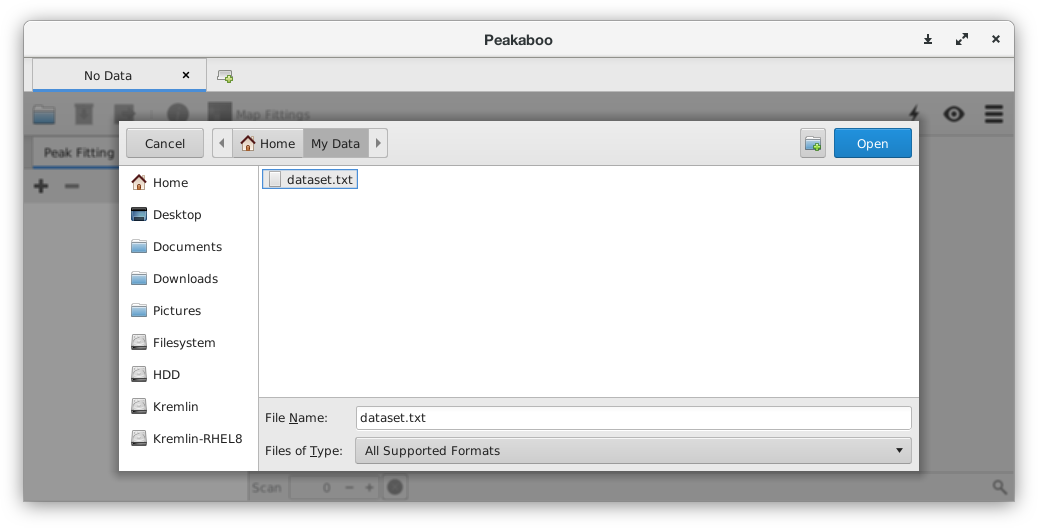 Peakaboo
No Data
Map Fittings
Peak Fitting
Cancel
Home
My Data
Open
Home
Desktop
Documents
Downloads
Pictures
Filesystem
HDD
Kremlin
Kremlin-RHEL8
dataset.txt
File Name: dataset.txt
Files of Type: All Supported Formats
Scan 0